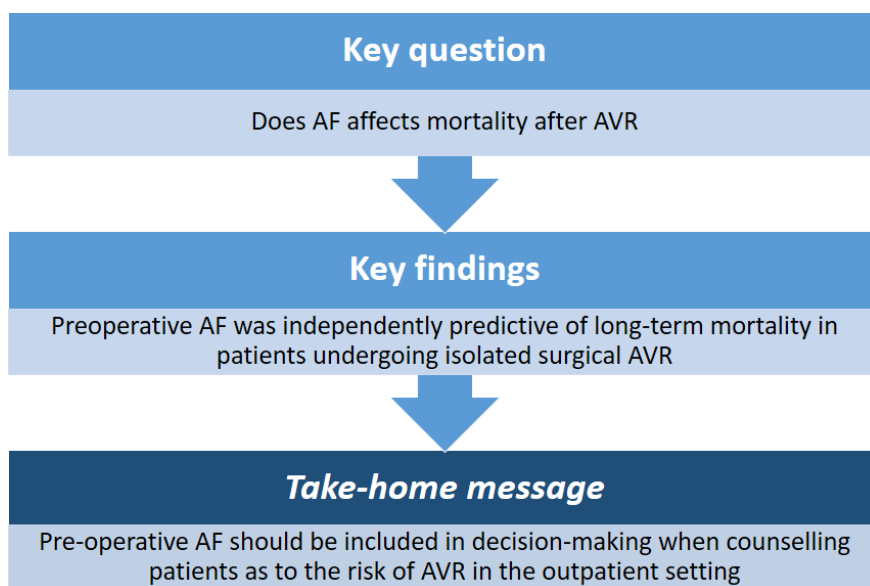 Key question
Does AF affects mortality after AVR
Key findings
Preoperative AF was independently predictive of long-term mortality in
patients undergoing isolated surgical AVR
Take-home message
Pre-operative AF should be included in decision-making when counselling
patients as to the risk of AVR in the outpatient setting